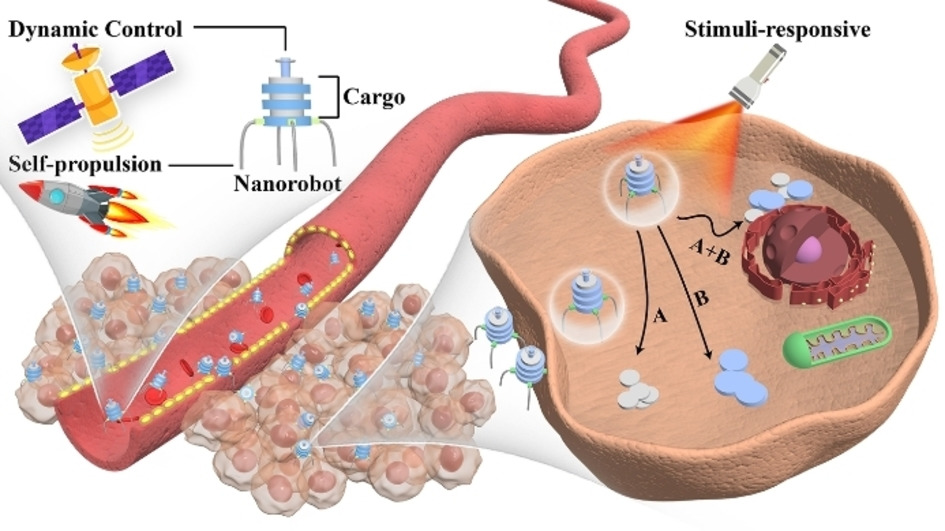 Dynamic Control
Cargo
Self-propulsion
Nanorobot
Stimuli-responsive
A+B
A
B